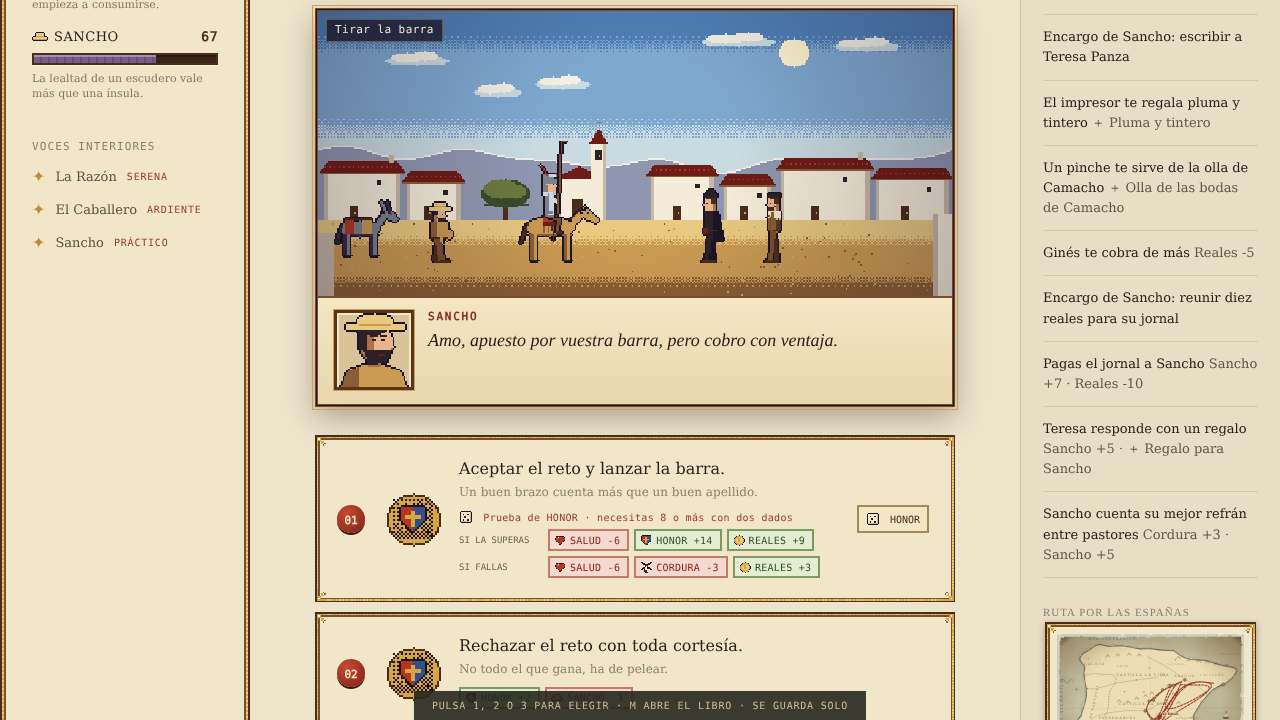 empieza a consumirse.
SANCHO 67
La lealtad de un escudero vale
más que una ínsula.
VOCES INTERIORES
La Razón SERENA
El Caballero ARDIENTE
Sancho PRÁCTICO
Tirar la barra
SANCHO
Amo, apuesto por vuestra barra, pero cobro con ventaja.
01
Aceptar el reto y lanzar la barra.
Un buen brazo cuenta más que un buen apellido.
Prueba de HONOR · necesitas 8 o más con dos dados
SI LA SUPERAS SALUD -6 HONOR +14 REALES +9
SI FALLAS SALUD -6 CORDURA -3 REALES +3
HONOR
02
Rechazar el reto con toda cortesía.
No todo el que gana, ha de pelear.
PULSA 1, 2 O 3 PARA ELEGIR · M ABRE EL LIBRO · SE GUARDA SOLO
Encargo de Sancho: escribir a
Teresa Panza
El impresor te regala pluma y
tintero + Pluma y tintero
Un pinche te sirve de la olla de
Camacho + Olla de las bodas
de Camacho
Ginés te cobra de más Reales -5
Encargo de Sancho: reunir diez
reales para su jornal
Pagas el jornal a Sancho Sancho
+7 · Reales -10
Teresa responde con un regalo
Sancho +5 · + Regalo para
Sancho
Sancho cuenta su mejor refrán
entre pastores Cordura +3 ·
Sancho +5
RUTA POR LAS ESPAÑAS